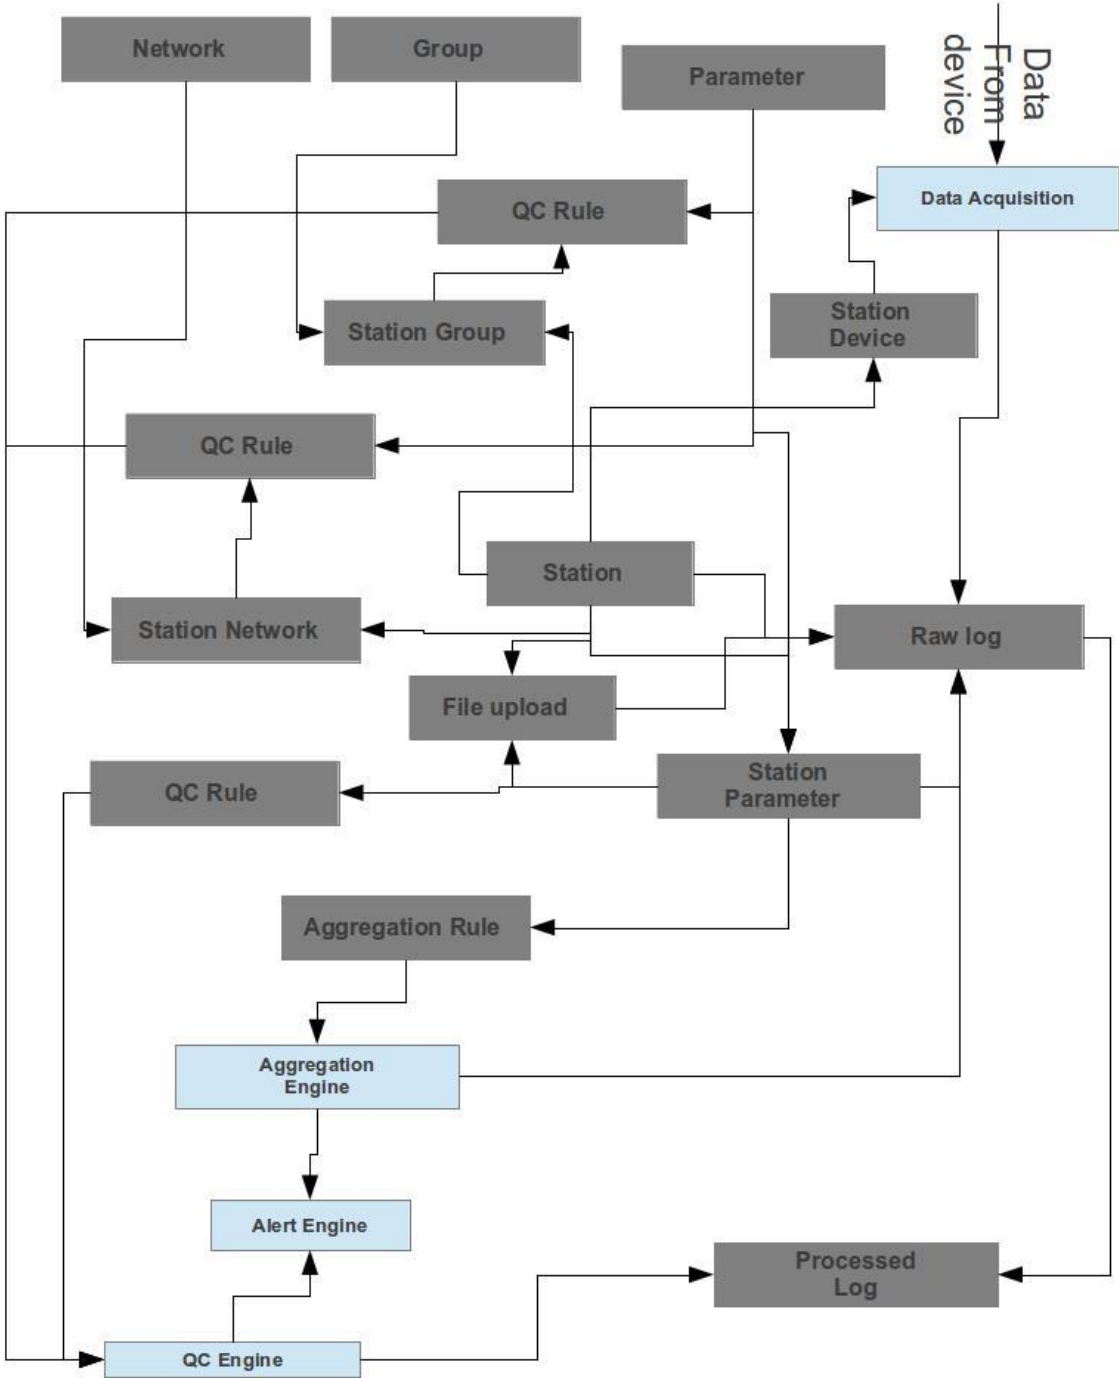 Network
Group
Parameter
Data
From
device
QC Rule
Data Acquisition
Station Group
Station
Device
QC Rule
Station
Station Network
Raw log
File upload
QC Rule
Station
Parameter
Aggregation Rule
Aggregation
Engine
Alert Engine
Processed
Log
QC Engine